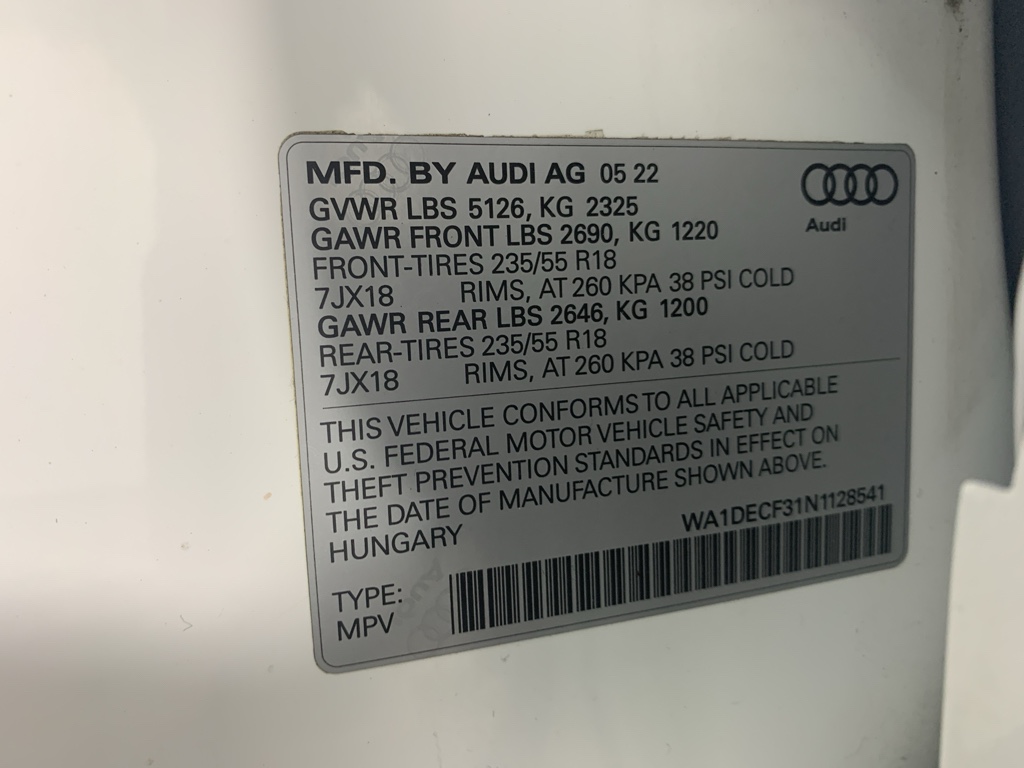 MFD. BY AUDI AG 05 22
Audi
GVWR LBS 5126, KG 2325
GAWR FRONT LBS 2690, KG 1220
FRONT-TIRES 235/55 R18
7JX18 RIMS, AT 260 KPA 38 PSI COLD
GAWR REAR LBS 2646, KG 1200
REAR-TIRES 235/55 R18
7JX18 RIMS, AT 260 KPA 38 PSI COLD
THIS VEHICLE CONFORMS TO ALL APPLICABLE
U.S. FEDERAL MOTOR VEHICLE SAFETY AND
THEFT PREVENTION STANDARDS IN EFFECT ON
THE DATE OF MANUFACTURE SHOWN ABOVE.
HUNGARY
WA1DECF31N1128541
TYPE:
MPV